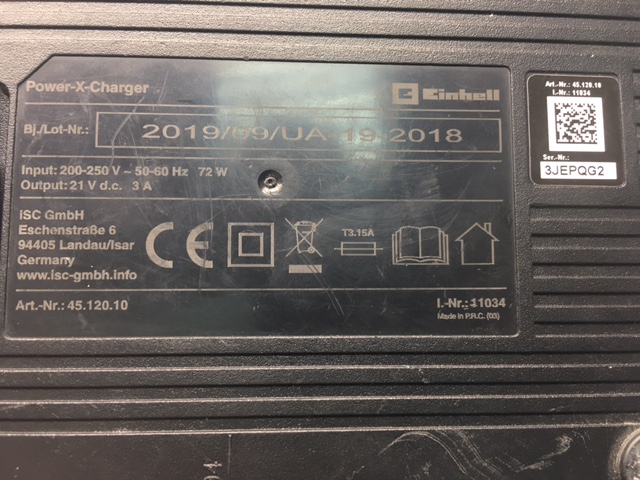 Power-X-Charger
Einhell
Bj./Lot-Nr.: 2019/09/UA-19-2018
Input: 200-250 V ~ 50-60 Hz 72 W
Output: 21 V d.c. 3 A
ISC GmbH
Eschenstraße 6
94405 Landau/Isar
Germany
www.isc-gmbh.info
CE
T3.15A
Art.-Nr.: 45.120.10
I.-Nr.: 11034
Made in P.R.C. (03)
Art.-Nr.: 45.120.10
I.-Nr.: 11034
Ser.-Nr.:
3JEPQG2